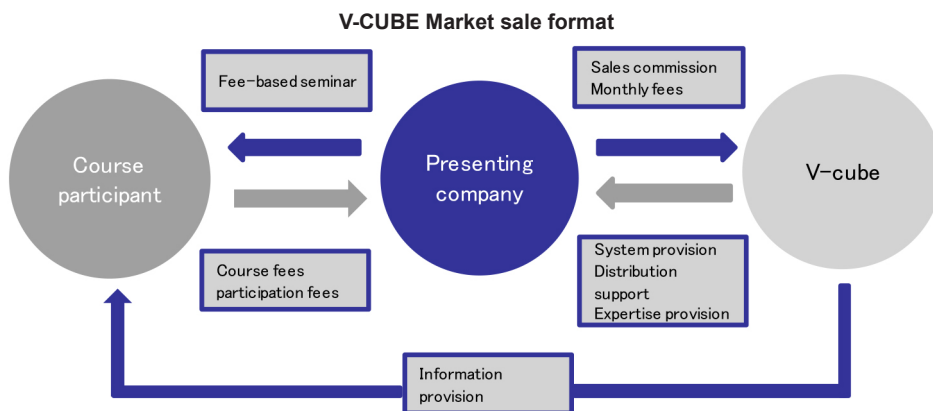 V-CUBE Market sale format
Fee-based seminar
Sales commission
Monthly fees
Course
participant
Presenting
company
V-cube
Course fees
participation fees
System provision
Distribution
support
Expertise provision
Information
provision